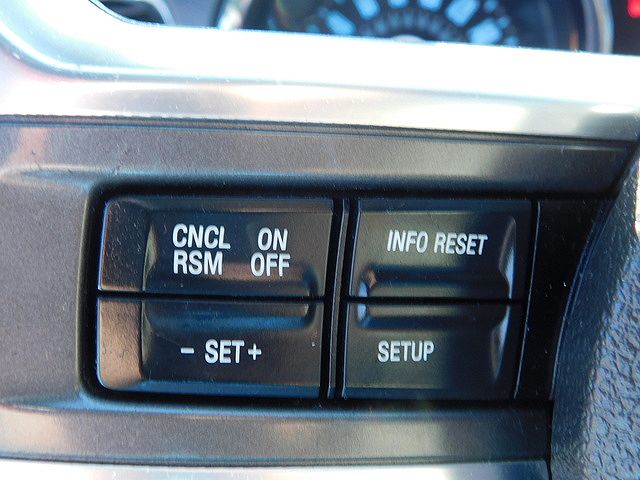 CNCL ON
RSM OFF
- SET +
INFO RESET
SETUP